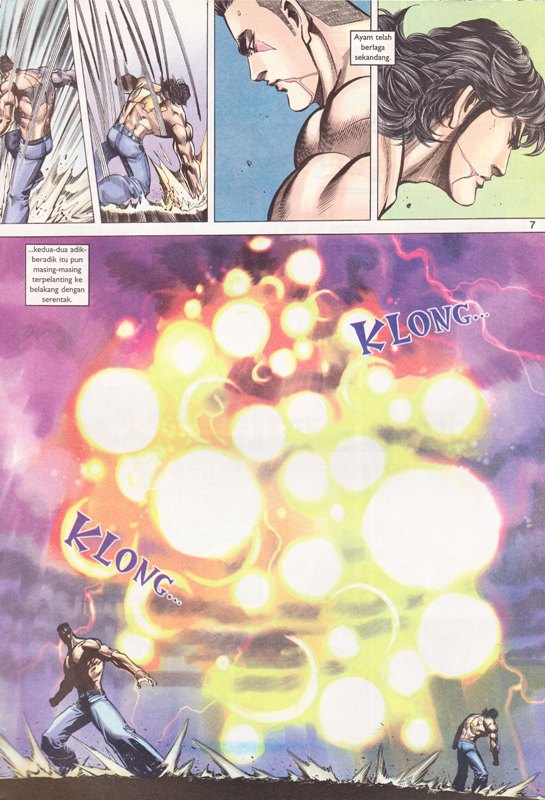 Ayam telah
berlaga
sekandang.
7
...kedua-dua adik-
beradik itu pun
masing-masing
terpelanting ke
belakang dengan
serentak.
KLONG...
KLONG...